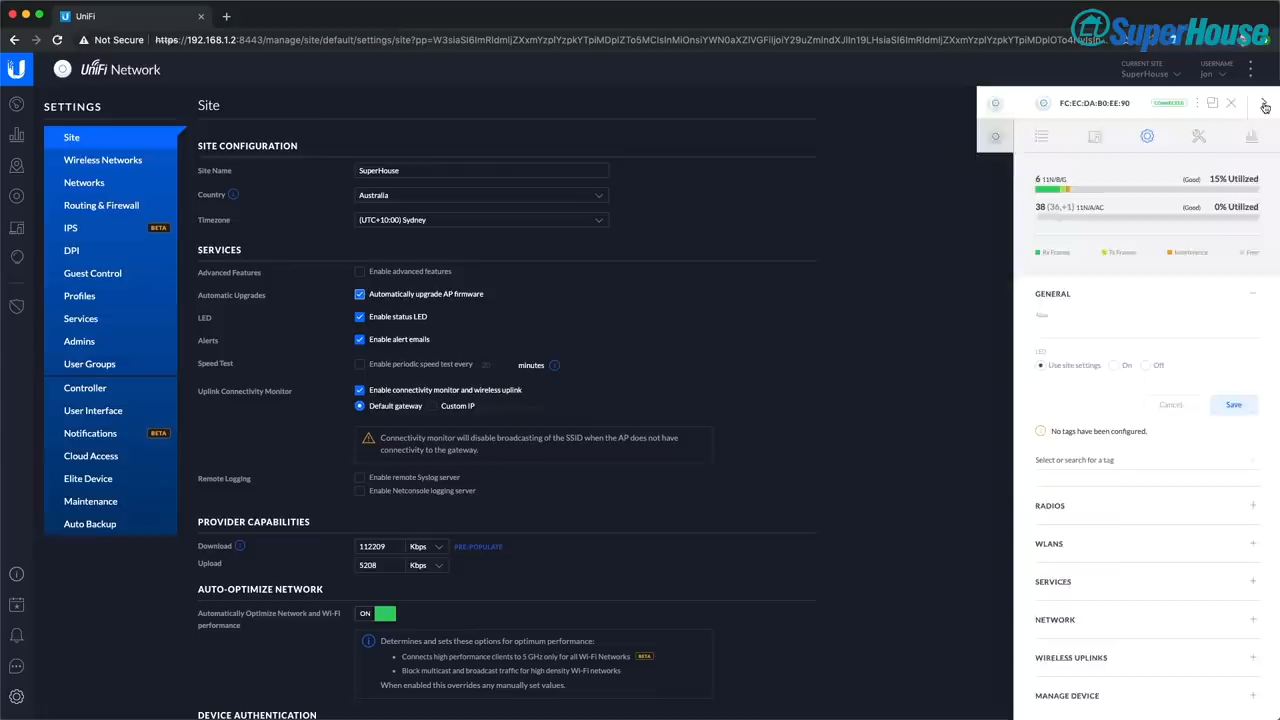 UniFi
SuperHouse
Not Secure
UniFi Network
CURRENT SITE
SuperHouse
USERNAME
jon
SETTINGS
Site
Wireless Networks
Networks
Routing & Firewall
IPS
BETA
DPI
Guest Control
Profiles
Services
Admins
User Groups
Controller
User Interface
Notifications
BETA
Cloud Access
Elite Device
Maintenance
Auto Backup
Site
SITE CONFIGURATION
Site Name
SuperHouse
Country
Australia
Timezone
(UTC+10:00) Sydney
SERVICES
Advanced Features
Enable advanced features
Automatic Upgrades
Automatically upgrade AP firmware
LED
Enable status LED
Alerts
Enable alert emails
Speed Test
Enable periodic speed test every 20 minutes
Uplink Connectivity Monitor
Enable connectivity monitor and wireless uplink
Default gateway
Custom IP
Connectivity monitor will disable broadcasting of the SSID when the AP does not have
connectivity to the gateway.
Remote Logging
Enable remote Syslog server
Enable Netconsole logging server
PROVIDER CAPABILITIES
Download
112209
Kbps
PRE-POPULATE
Upload
5208
Kbps
AUTO-OPTIMIZE NETWORK
Automatically Optimize Network and Wi-Fi
performance
ON
Determines and sets these options for optimum performance:
Connects high performance clients to 5 GHz only for all Wi-Fi Networks BETA
Block multicast and broadcast traffic for high density Wi-Fi networks
When enabled this overrides any manually set values.
DEVICE AUTHENTICATION
FC:EC:DA:B0:EE:90
CONNECTED
6 11N/B/G
(Good)
15% Utilized
38 (36,+1) 11N/A/AC
(Good)
0% Utilized
Rx Frames
Tx Frames
Interference
Free
GENERAL
Alias
LED
Use site settings
On
Off
Cancel
Save
No tags have been configured.
Select or search for a tag
RADIOS
WLANS
SERVICES
NETWORK
WIRELESS UPLINKS
MANAGE DEVICE